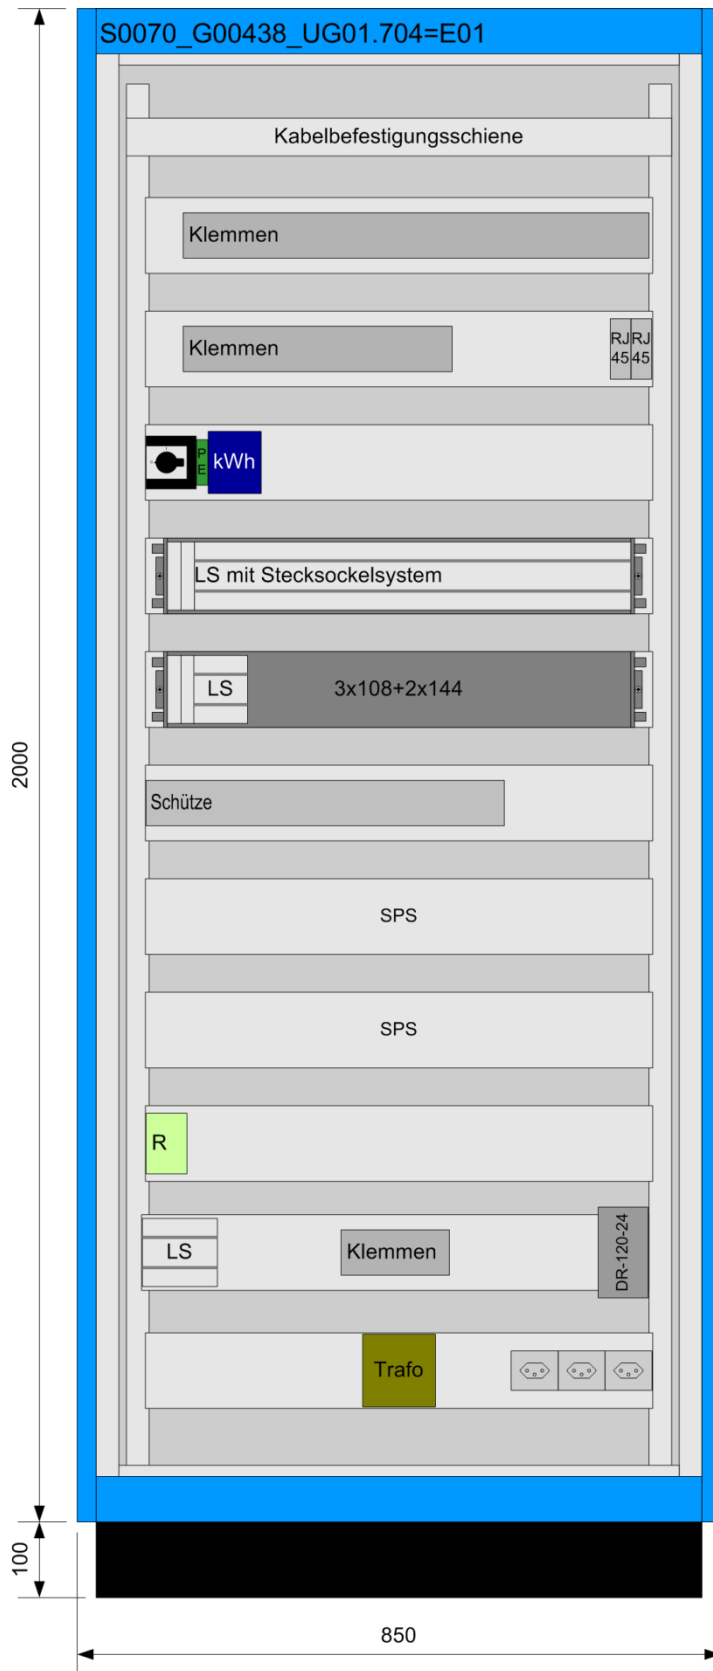 S0070_G00438_UG01.704=E01
Kabelbefestigungsschiene
Klemmen
Klemmen
RJ
45
RJ
45
PE
kWh
LS mit Stecksockelsystem
LS
3x108+2x144
Schütze
SPS
SPS
R
LS
Klemmen
DR-120-24
Trafo
2000
100
850